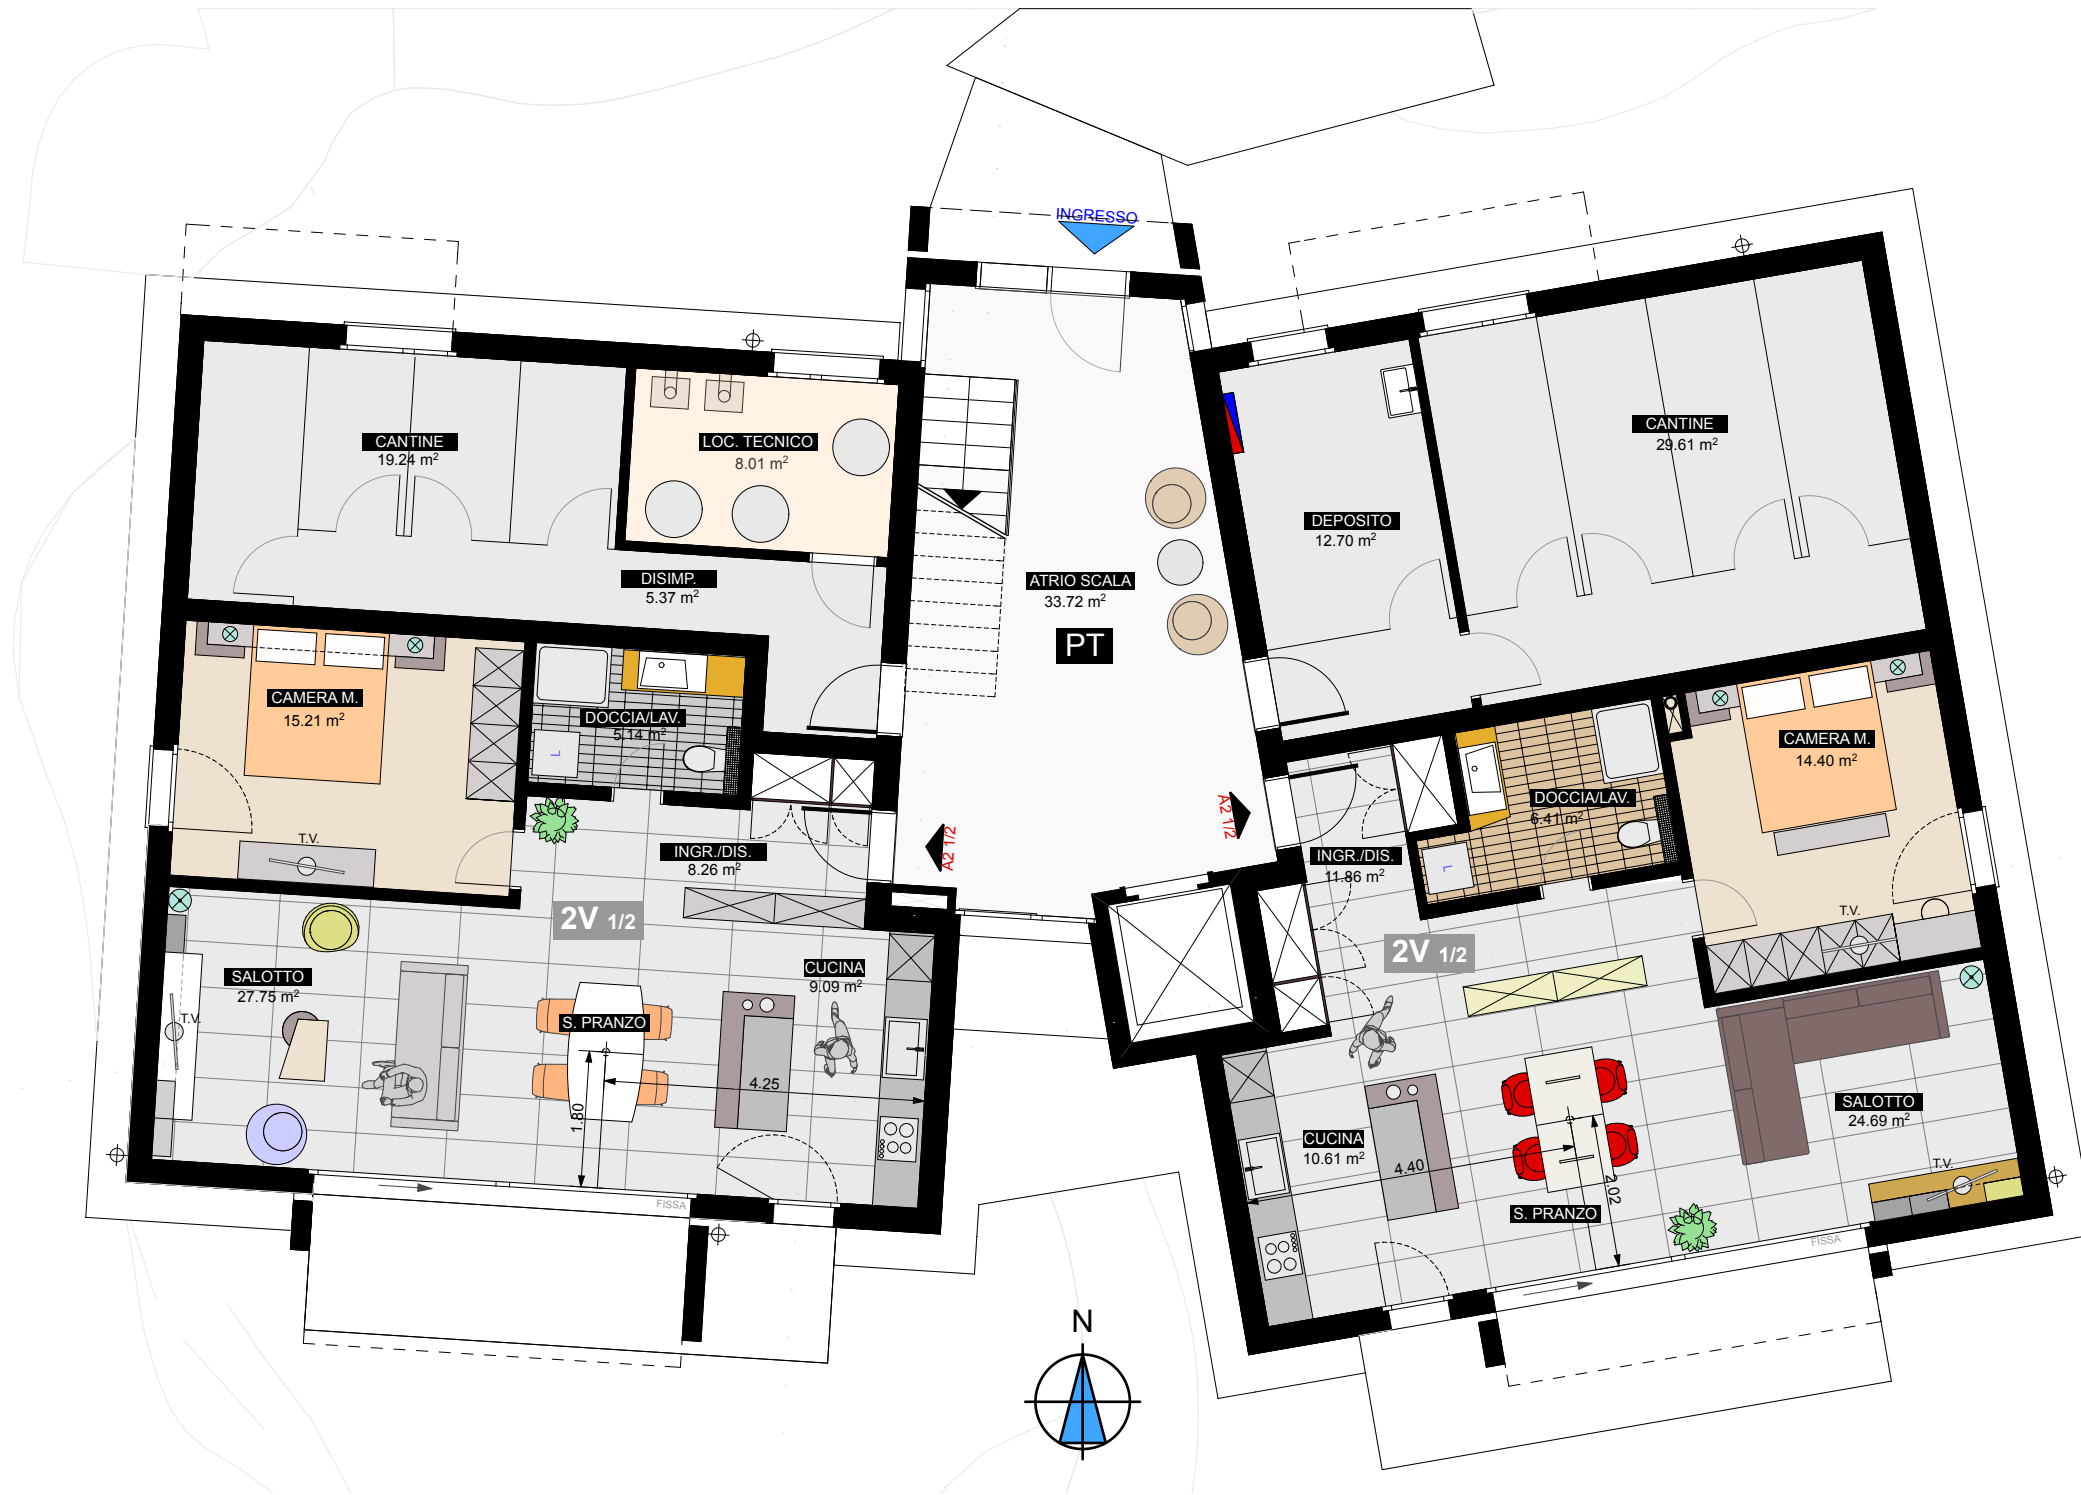 INGRESSO
CANTINE
19.24 m²
LOC. TECNICO
8.01 m²
CANTINE
29.61 m²
DEPOSITO
12.70 m²
DISIMP.
5.37 m²
ATRIO SCALA
33.72 m²
PT
CAMERA M.
15.21 m²
DOCCIA/LAV.
5.14 m²
L
CAMERA M.
14.40 m²
DOCCIA/LAV.
6.41 m²
L
T.V.
INGR./DIS.
8.26 m²
A2 1/2
A2 1/2
INGR./DIS.
11.86 m²
T.V.
2V 1/2
2V 1/2
SALOTTO
27.75 m²
T.V.
CUCINA
9.09 m²
S. PRANZO
4.25
1.80
FISSA
CUCINA
10.61 m²
4.40
2.02
S. PRANZO
SALOTTO
24.69 m²
T.V.
FISSA
N